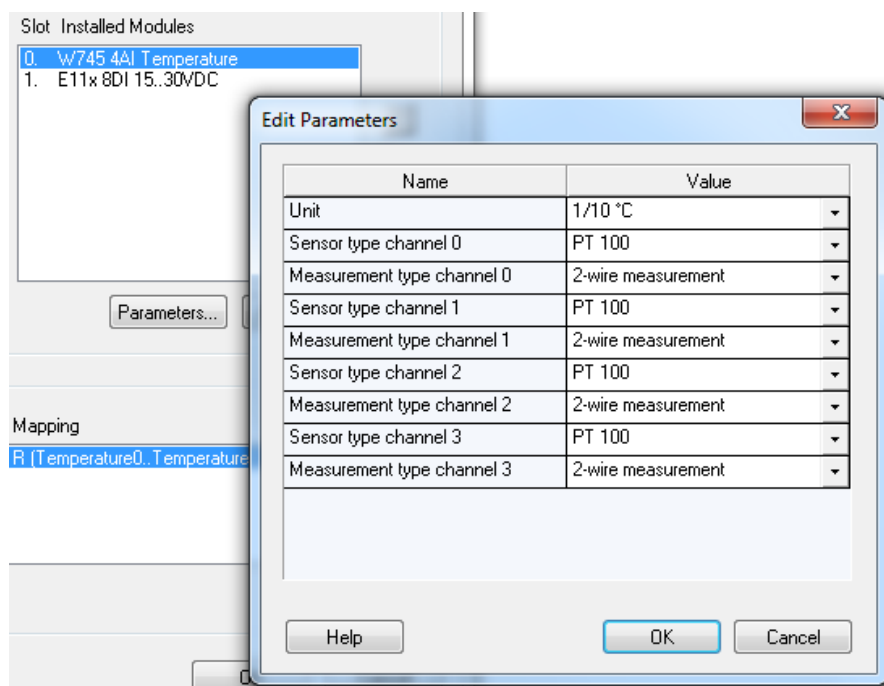 Slot Installed Modules
0. W745 4AI Temperature
1. E11x 8DI 15..30VDC
Edit Parameters
Name Value
Unit 1/10 °C
Sensor type channel 0 PT 100
Measurement type channel 0 2-wire measurement
Sensor type channel 1 PT 100
Measurement type channel 1 2-wire measurement
Sensor type channel 2 PT 100
Measurement type channel 2 2-wire measurement
Sensor type channel 3 PT 100
Measurement type channel 3 2-wire measurement
Parameters...
Mapping
R (Temperature0..Temperature
Help OK Cancel